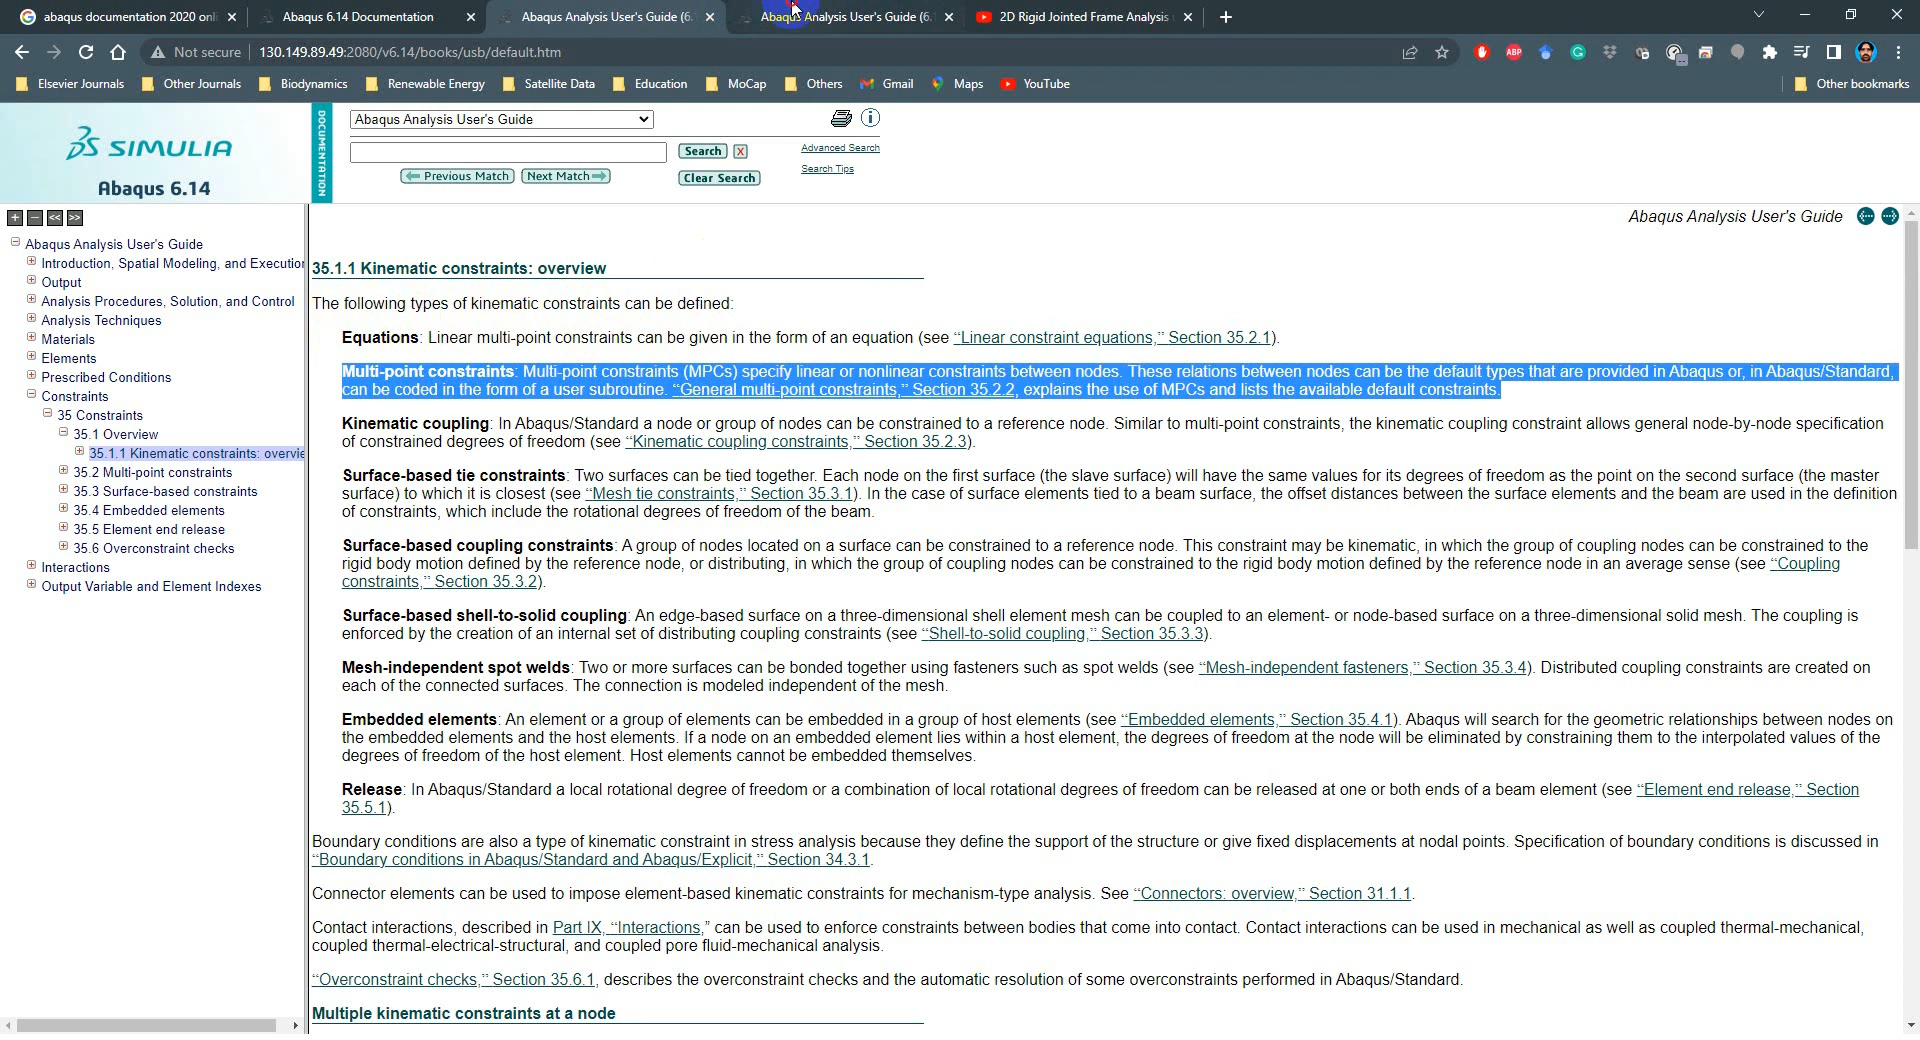 abaqus documentation 2020 onli
Abaqus 6.14 Documentation
Abaqus Analysis User's Guide (6.
Abaqus Analysis User's Guide (6.
2D Rigid Jointed Frame Analysis
Not secure
130.149.89.49:2080/v6.14/books/usb/default.htm
ABP
Elsevier Journals
Other Journals
Biodynamics
Renewable Energy
Satellite Data
Education
MoCap
Others
Gmail
Maps
YouTube
Other bookmarks
SIMULIA
Abaqus 6.14
DOCUMENTATION
Abaqus Analysis User's Guide
Search
X
Advanced Search
Previous Match
Next Match
Clear Search
Search Tips
Abaqus Analysis User's Guide
Abaqus Analysis User's Guide
Introduction, Spatial Modeling, and Execution
Output
Analysis Procedures, Solution, and Control
Analysis Techniques
Materials
Elements
Prescribed Conditions
Constraints
35 Constraints
35.1 Overview
35.1.1 Kinematic constraints: overvie
35.2 Multi-point constraints
35.3 Surface-based constraints
35.4 Embedded elements
35.5 Element end release
35.6 Overconstraint checks
Interactions
Output Variable and Element Indexes
35.1.1 Kinematic constraints: overview
The following types of kinematic constraints can be defined:
Equations: Linear multi-point constraints can be given in the form of an equation (see “Linear constraint equations,” Section 35.2.1).
Multi-point constraints: Multi-point constraints (MPCs) specify linear or nonlinear constraints between nodes. These relations between nodes can be the default types that are provided in Abaqus or, in Abaqus/Standard,
can be coded in the form of a user subroutine. “General multi-point constraints,” Section 35.2.2, explains the use of MPCs and lists the available default constraints.
Kinematic coupling: In Abaqus/Standard a node or group of nodes can be constrained to a reference node. Similar to multi-point constraints, the kinematic coupling constraint allows general node-by-node specification
of constrained degrees of freedom (see “Kinematic coupling constraints,” Section 35.2.3).
Surface-based tie constraints: Two surfaces can be tied together. Each node on the first surface (the slave surface) will have the same values for its degrees of freedom as the point on the second surface (the master
surface) to which it is closest (see “Mesh tie constraints,” Section 35.3.1). In the case of surface elements tied to a beam surface, the offset distances between the surface elements and the beam are used in the definition
of constraints, which include the rotational degrees of freedom of the beam.
Surface-based coupling constraints: A group of nodes located on a surface can be constrained to a reference node. This constraint may be kinematic, in which the group of coupling nodes can be constrained to the
rigid body motion defined by the reference node, or distributing, in which the group of coupling nodes can be constrained to the rigid body motion defined by the reference node in an average sense (see “Coupling
constraints,” Section 35.3.2).
Surface-based shell-to-solid coupling: An edge-based surface on a three-dimensional shell element mesh can be coupled to an element- or node-based surface on a three-dimensional solid mesh. The coupling is
enforced by the creation of an internal set of distributing coupling constraints (see “Shell-to-solid coupling,” Section 35.3.3).
Mesh-independent spot welds: Two or more surfaces can be bonded together using fasteners such as spot welds (see “Mesh-independent fasteners,” Section 35.3.4). Distributed coupling constraints are created on
each of the connected surfaces. The connection is modeled independent of the mesh.
Embedded elements: An element or a group of elements can be embedded in a group of host elements (see “Embedded elements,” Section 35.4.1). Abaqus will search for the geometric relationships between nodes on
the embedded elements and the host elements. If a node on an embedded element lies within a host element, the degrees of freedom at the node will be eliminated by constraining them to the interpolated values of the
degrees of freedom of the host element. Host elements cannot be embedded themselves.
Release: In Abaqus/Standard a local rotational degree of freedom or a combination of local rotational degrees of freedom can be released at one or both ends of a beam element (see “Element end release,” Section
35.5.1).
Boundary conditions are also a type of kinematic constraint in stress analysis because they define the support of the structure or give fixed displacements at nodal points. Specification of boundary conditions is discussed in
“Boundary conditions in Abaqus/Standard and Abaqus/Explicit,” Section 34.3.1.
Connector elements can be used to impose element-based kinematic constraints for mechanism-type analysis. See “Connectors: overview,” Section 31.1.1.
Contact interactions, described in Part IX, “Interactions,” can be used to enforce constraints between bodies that come into contact. Contact interactions can be used in mechanical as well as coupled thermal-mechanical,
coupled thermal-electrical-structural, and coupled pore fluid-mechanical analysis.
“Overconstraint checks,” Section 35.6.1, describes the overconstraint checks and the automatic resolution of some overconstraints performed in Abaqus/Standard.
Multiple kinematic constraints at a node